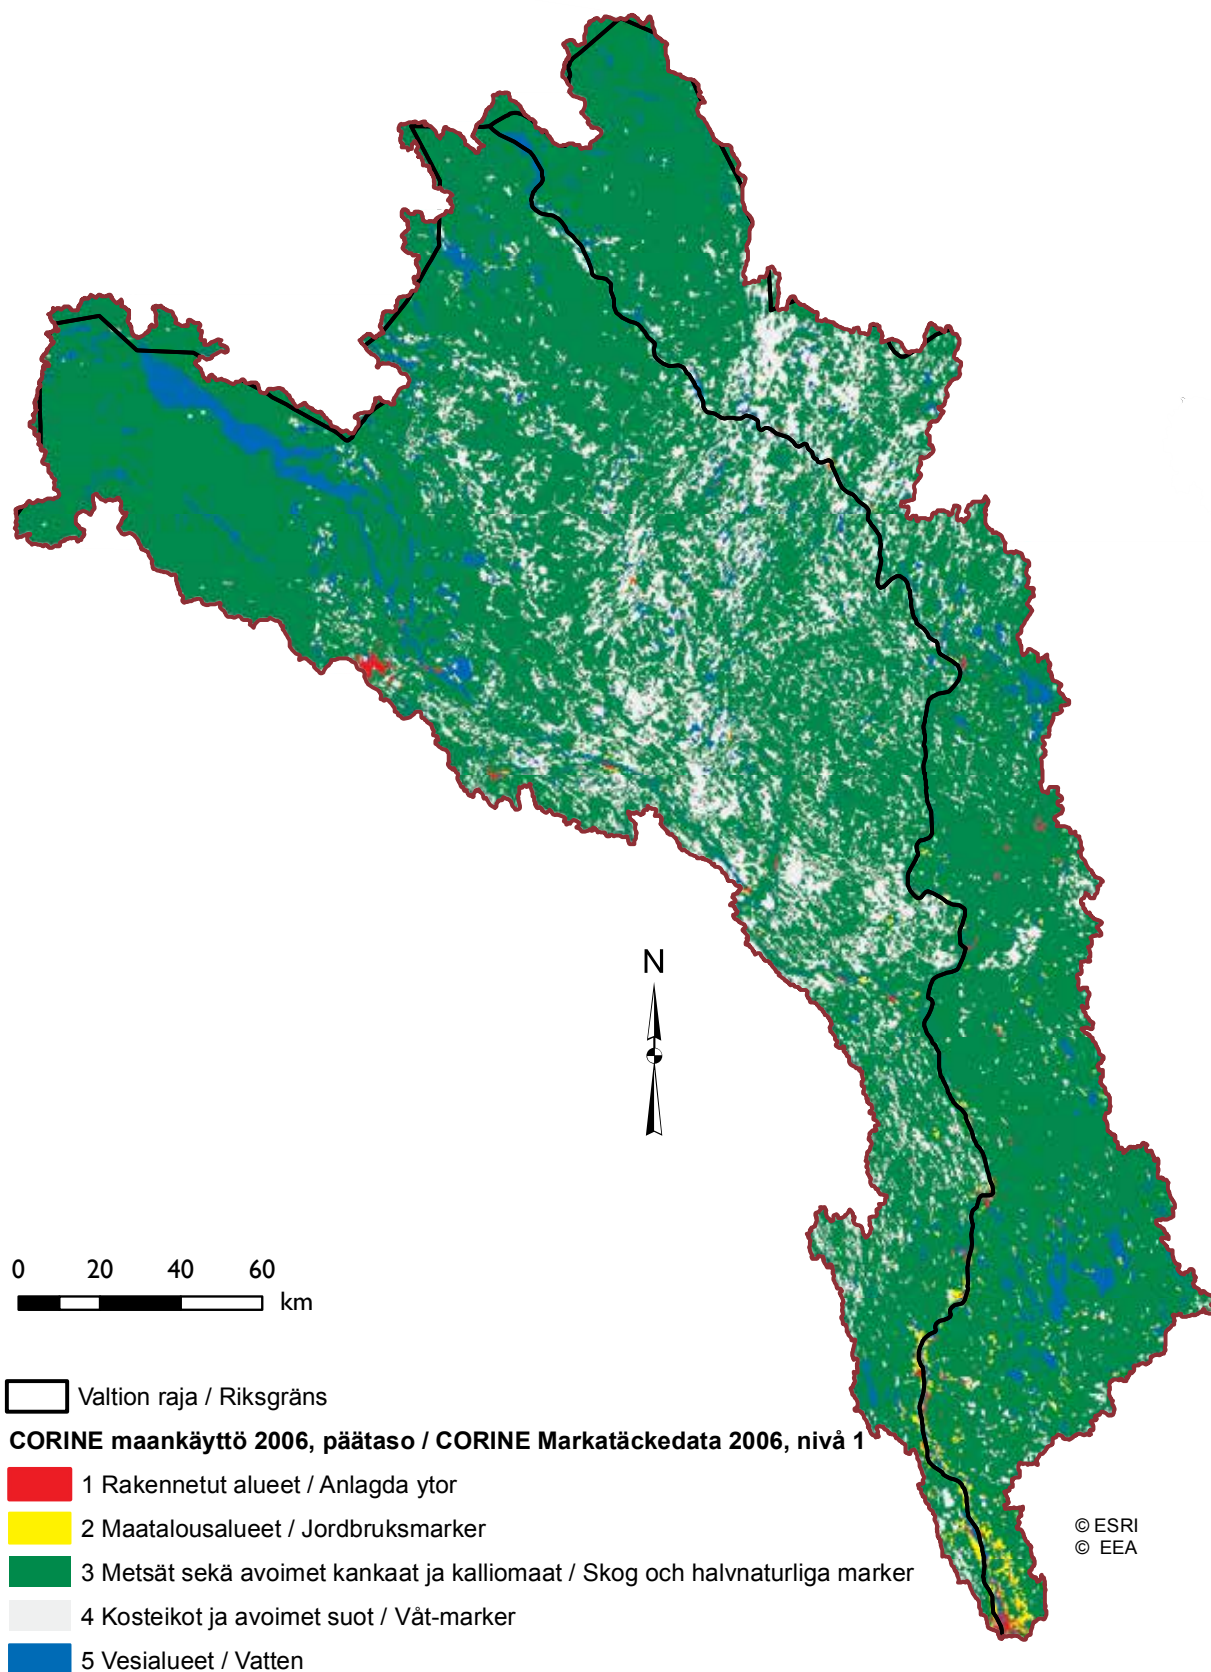 N
0 20 40 60
km
Valtion raja / Riksgräns
CORINE maankäyttö 2006, päätaso / CORINE Markatäckedata 2006, nivå 1
1 Rakennetut alueet / Anlagda ytor
2 Maatalousalueet / Jordbruksmarker
3 Metsät sekä avoimet kankaat ja kalliomaat / Skog och halvnaturliga marker
4 Kosteikot ja avoimet suot / Våt-marker
5 Vesialueet / Vatten
© ESRI
© EEA